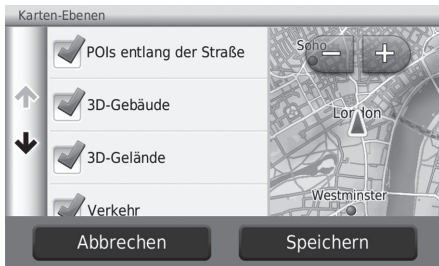 Karten-Ebenen
POIs entlang der Straße
3D-Gebäude
3D-Gelände
Verkehr
Soho
London
Westminster
Abbrechen
Speichern